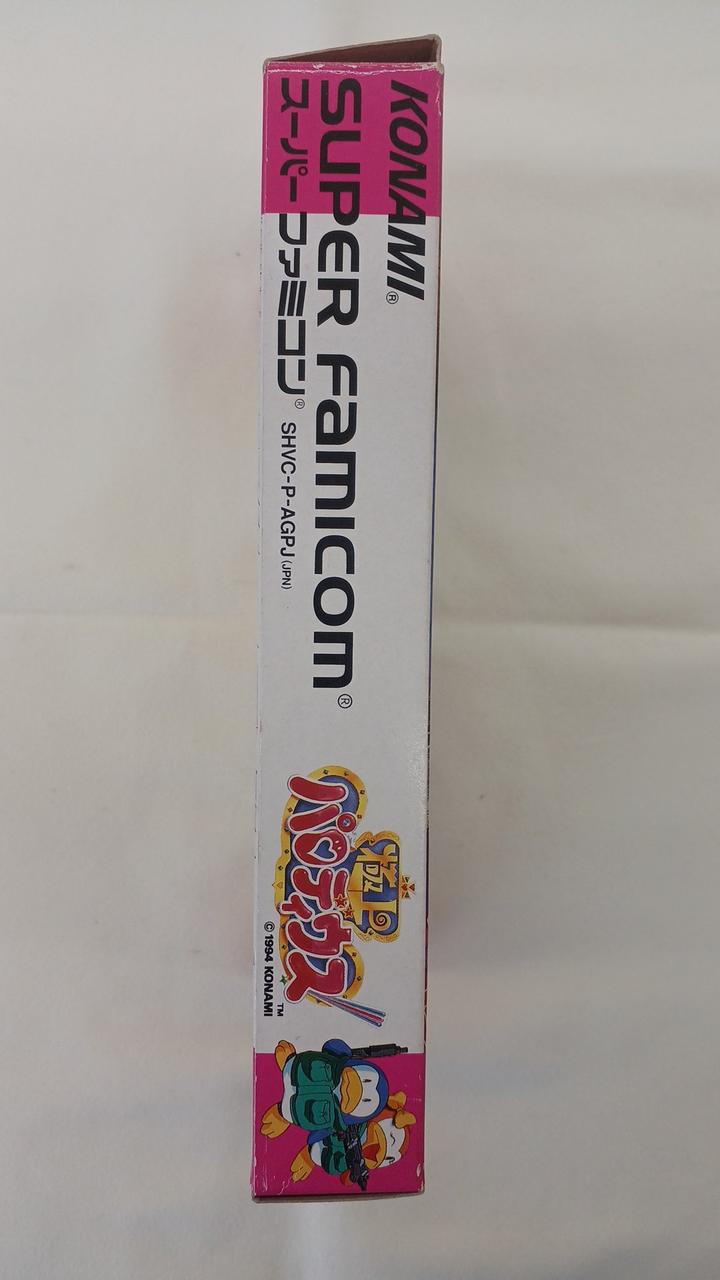 KONAMI®
SUPER FAMICOM®
スーパーファミコン® SHVC-P-AGPJ(JPN)
極上
パロディウス
TM
©1994 KONAMI